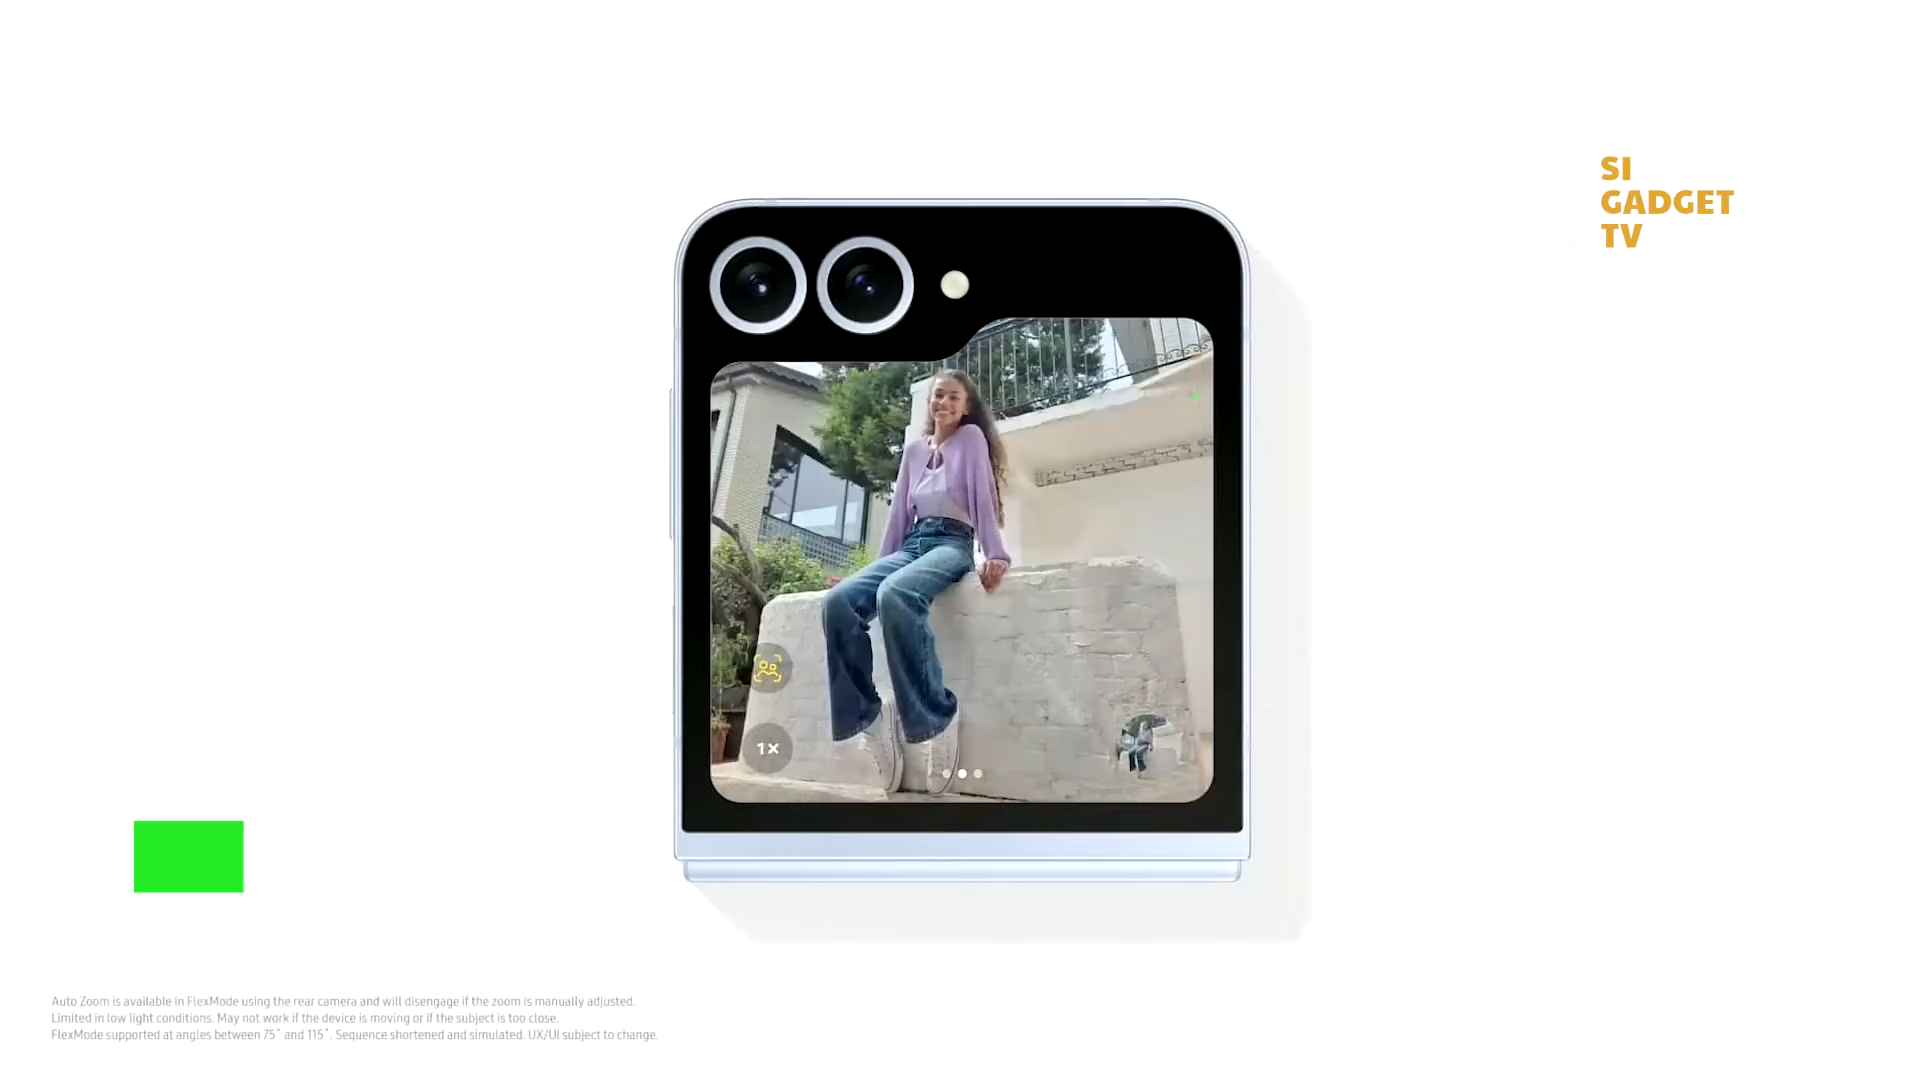 SI
GADGET
TV
1×
Auto Zoom is available in FlexMode using the rear camera and will disengage if the zoom is manually adjusted.
Limited in low light conditions. May not work if the device is moving or if the subject is too close.
FlexMode supported at angles between 75˚ and 115˚. Sequence shortened and simulated. UX/UI subject to change.